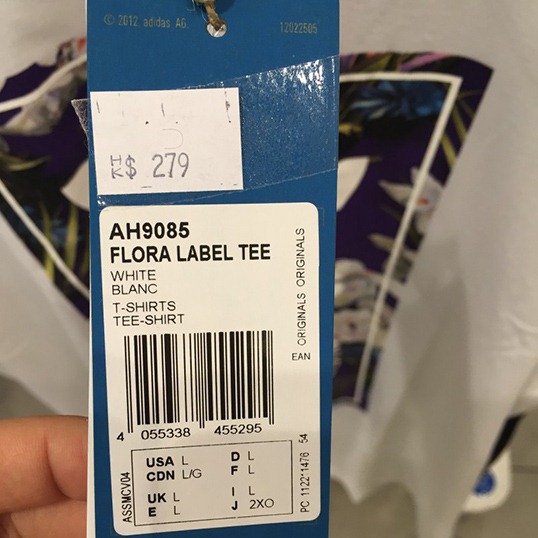 © 2012 adidas AG.
12022505
HK$ 279
AH9085
FLORA LABEL TEE
WHITE
BLANC
T-SHIRTS
TEE-SHIRT
ORIGINALS ORIGINALS
EAN
4 055338 455295
ASSMCV04
USA L D L
CDN L/G F L
UK L I L
E L J 2XO
PC 112211476 54